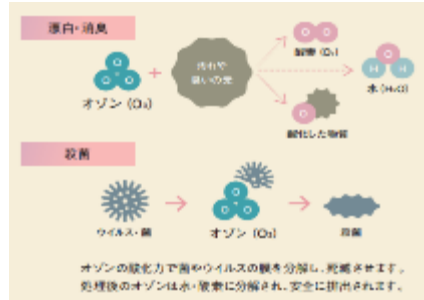 漂白・消臭
オゾン (O₃)
+
汚れや
臭いの元
酸素 (O₂)
水 (H₂O)
酸化した物質
殺菌
ウイルス・菌
オゾン (O₃)
殺菌
オゾンの酸化力で菌やウイルスの膜を分解し、死滅させます。
処理後のオゾンは水・酸素に分解され、安全に排出されます。